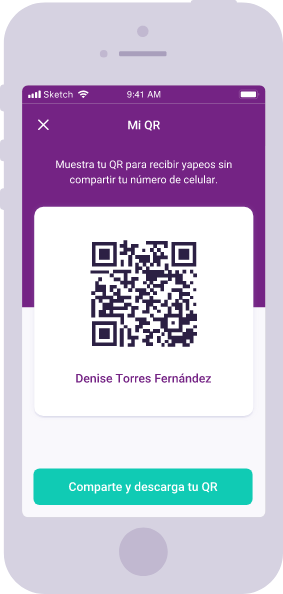 Sketch 9:41 AM
Mi QR
Muestra tu QR para recibir yapeos sin
compartir tu número de celular.
Denise Torres Fernández
Comparte y descarga tu QR